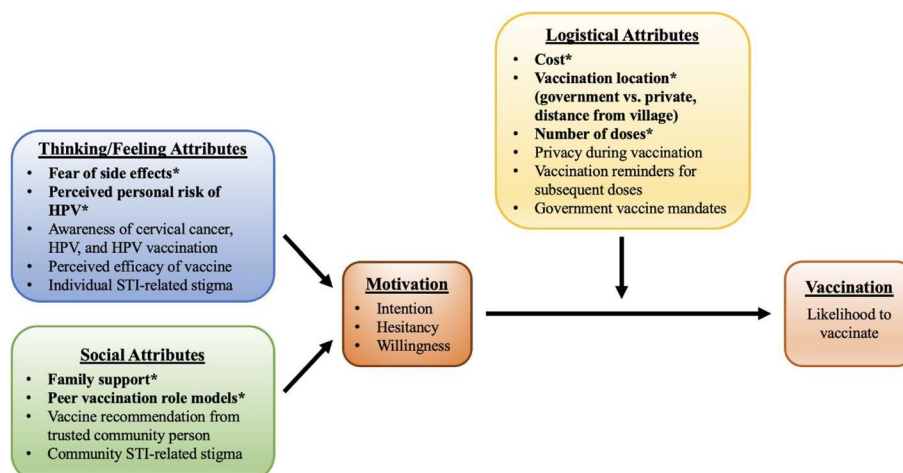 Logistical Attributes
• Cost*
• Vaccination location*
(government vs. private,
distance from village)
• Number of doses*
• Privacy during vaccination
• Vaccination reminders for
subsequent doses
• Government vaccine mandates
Thinking/Feeling Attributes
• Fear of side effects*
• Perceived personal risk of
HPV*
• Awareness of cervical cancer,
HPV, and HPV vaccination
• Perceived efficacy of vaccine
• Individual STI-related stigma
Motivation
• Intention
• Hesitancy
• Willingness
Vaccination
Likelihood to
vaccinate
Social Attributes
• Family support*
• Peer vaccination role models*
• Vaccine recommendation from
trusted community person
• Community STI-related stigma